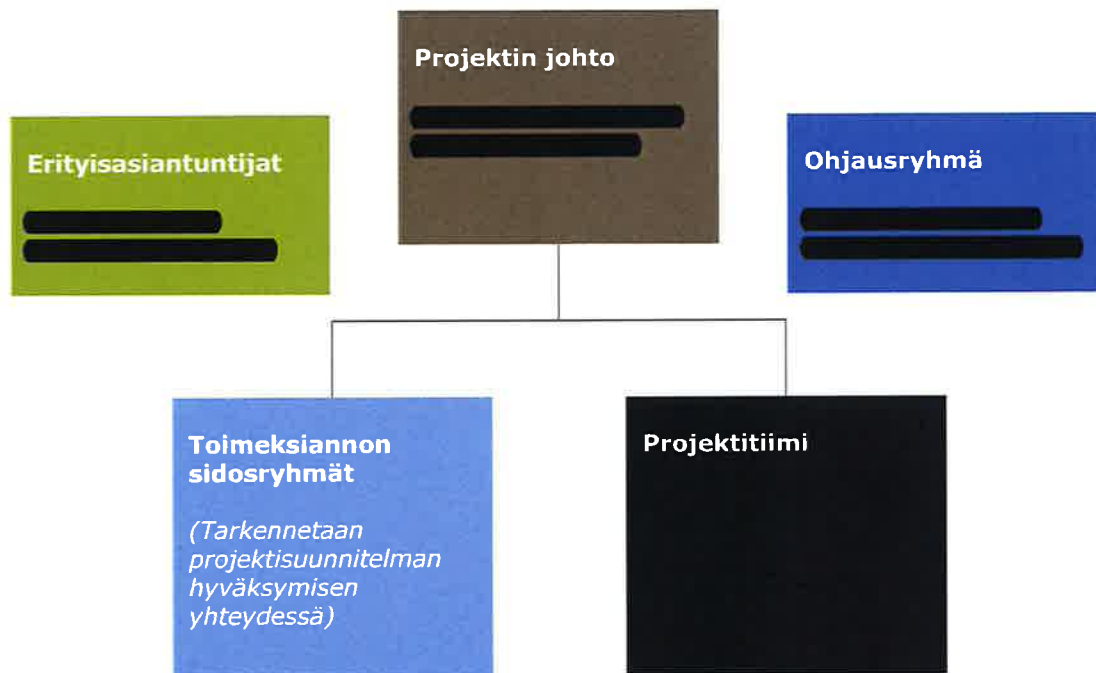 Projektin johto
Erityisasiantuntijat
Ohjausryhmä
Toimeksiannon
sidosryhmät
(Tarkennetaan
projektisuunnitelman
hyväksymisen
yhteydessä)
Projektitiimi